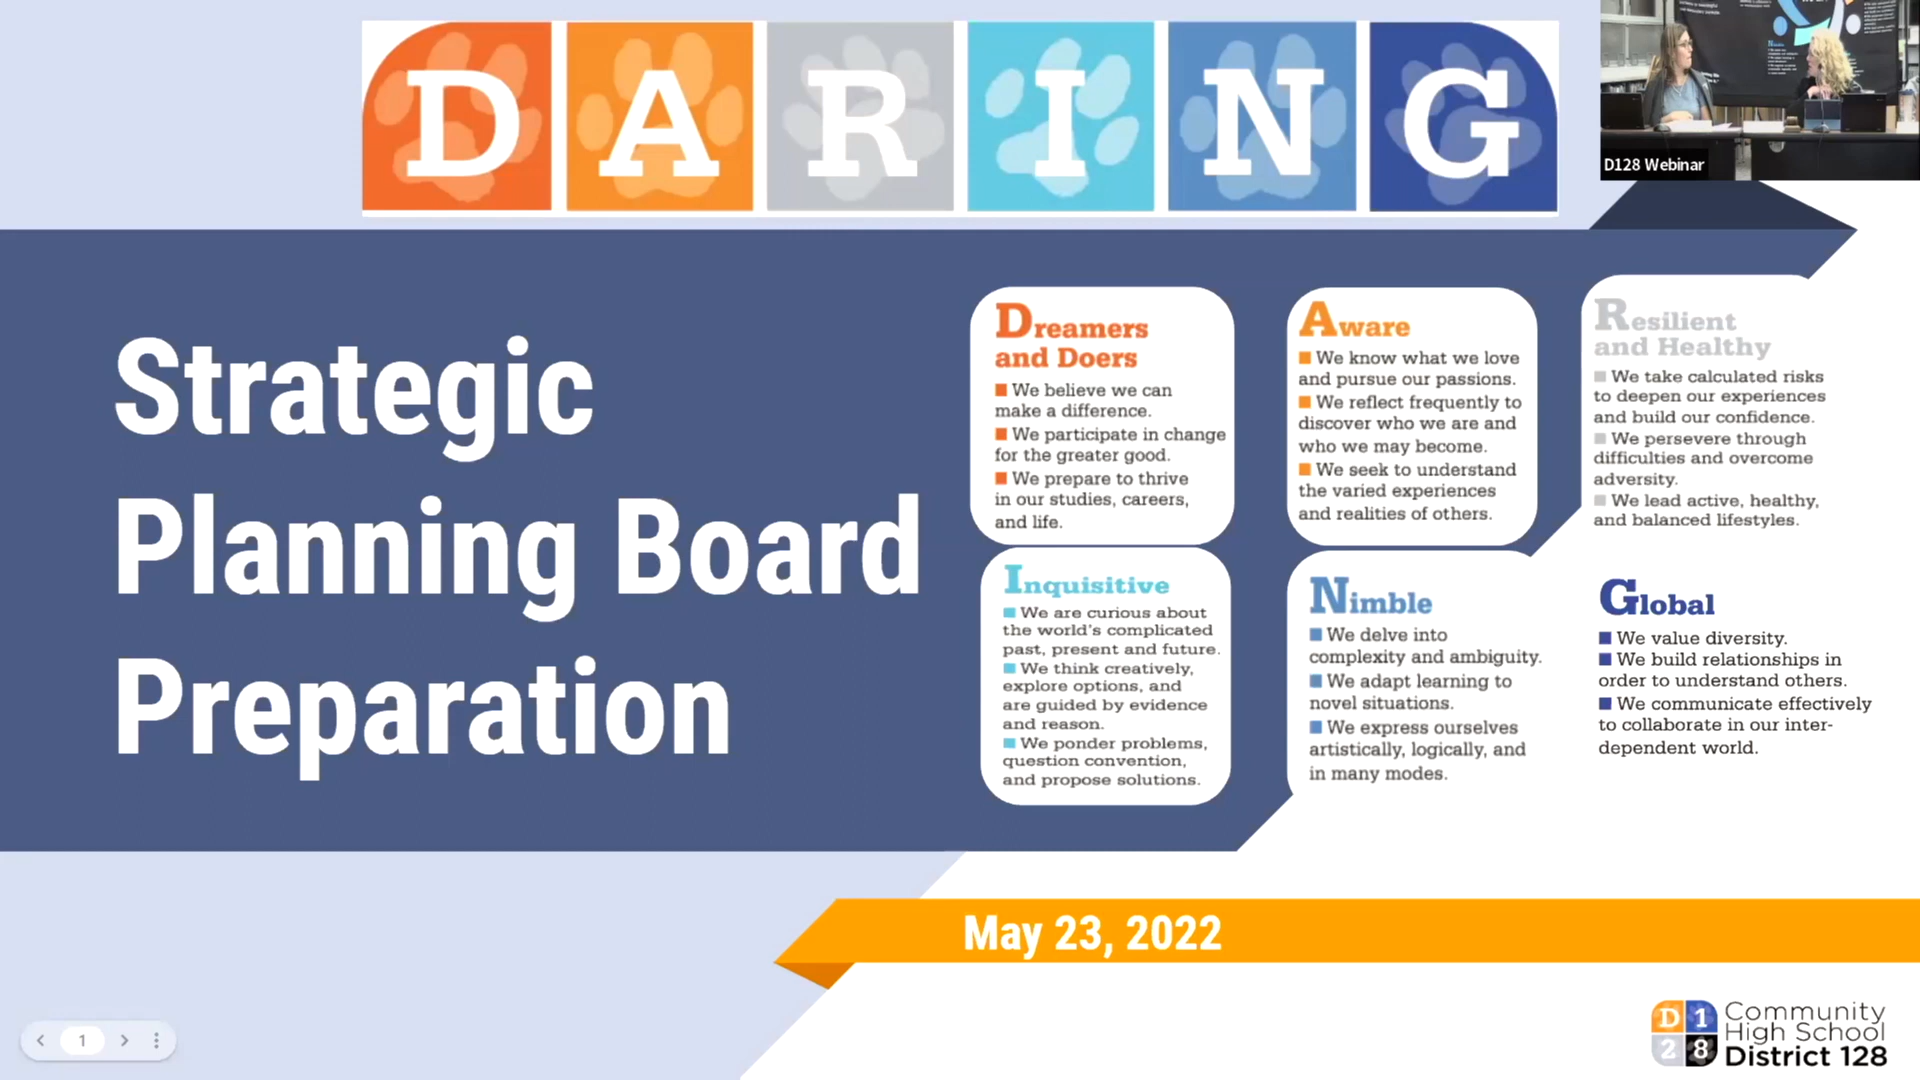 DARING
D128 Webinar
Strategic
Planning Board
Preparation
Dreamers
and Doers
We believe we can
make a difference.
We participate in change
for the greater good.
We prepare to thrive
in our studies, careers,
and life.
Aware
We know what we love
and pursue our passions.
We reflect frequently to
discover who we are and
who we may become.
We seek to understand
the varied experiences
and realities of others.
Resilient
and Healthy
We take calculated risks
to deepen our experiences
and build our confidence.
We persevere through
difficulties and overcome
adversity.
We lead active, healthy,
and balanced lifestyles.
Inquisitive
We are curious about
the world's complicated
past, present and future.
We think creatively,
explore options, and
are guided by evidence
and reason.
We ponder problems,
question convention,
and propose solutions.
Nimble
We delve into
complexity and ambiguity.
We adapt learning to
novel situations.
We express ourselves
artistically, logically, and
in many modes.
Global
We value diversity.
We build relationships in
order to understand others.
We communicate effectively
to collaborate in our inter-
dependent world.
May 23, 2022
1
D1
28
Community
High School
District 128